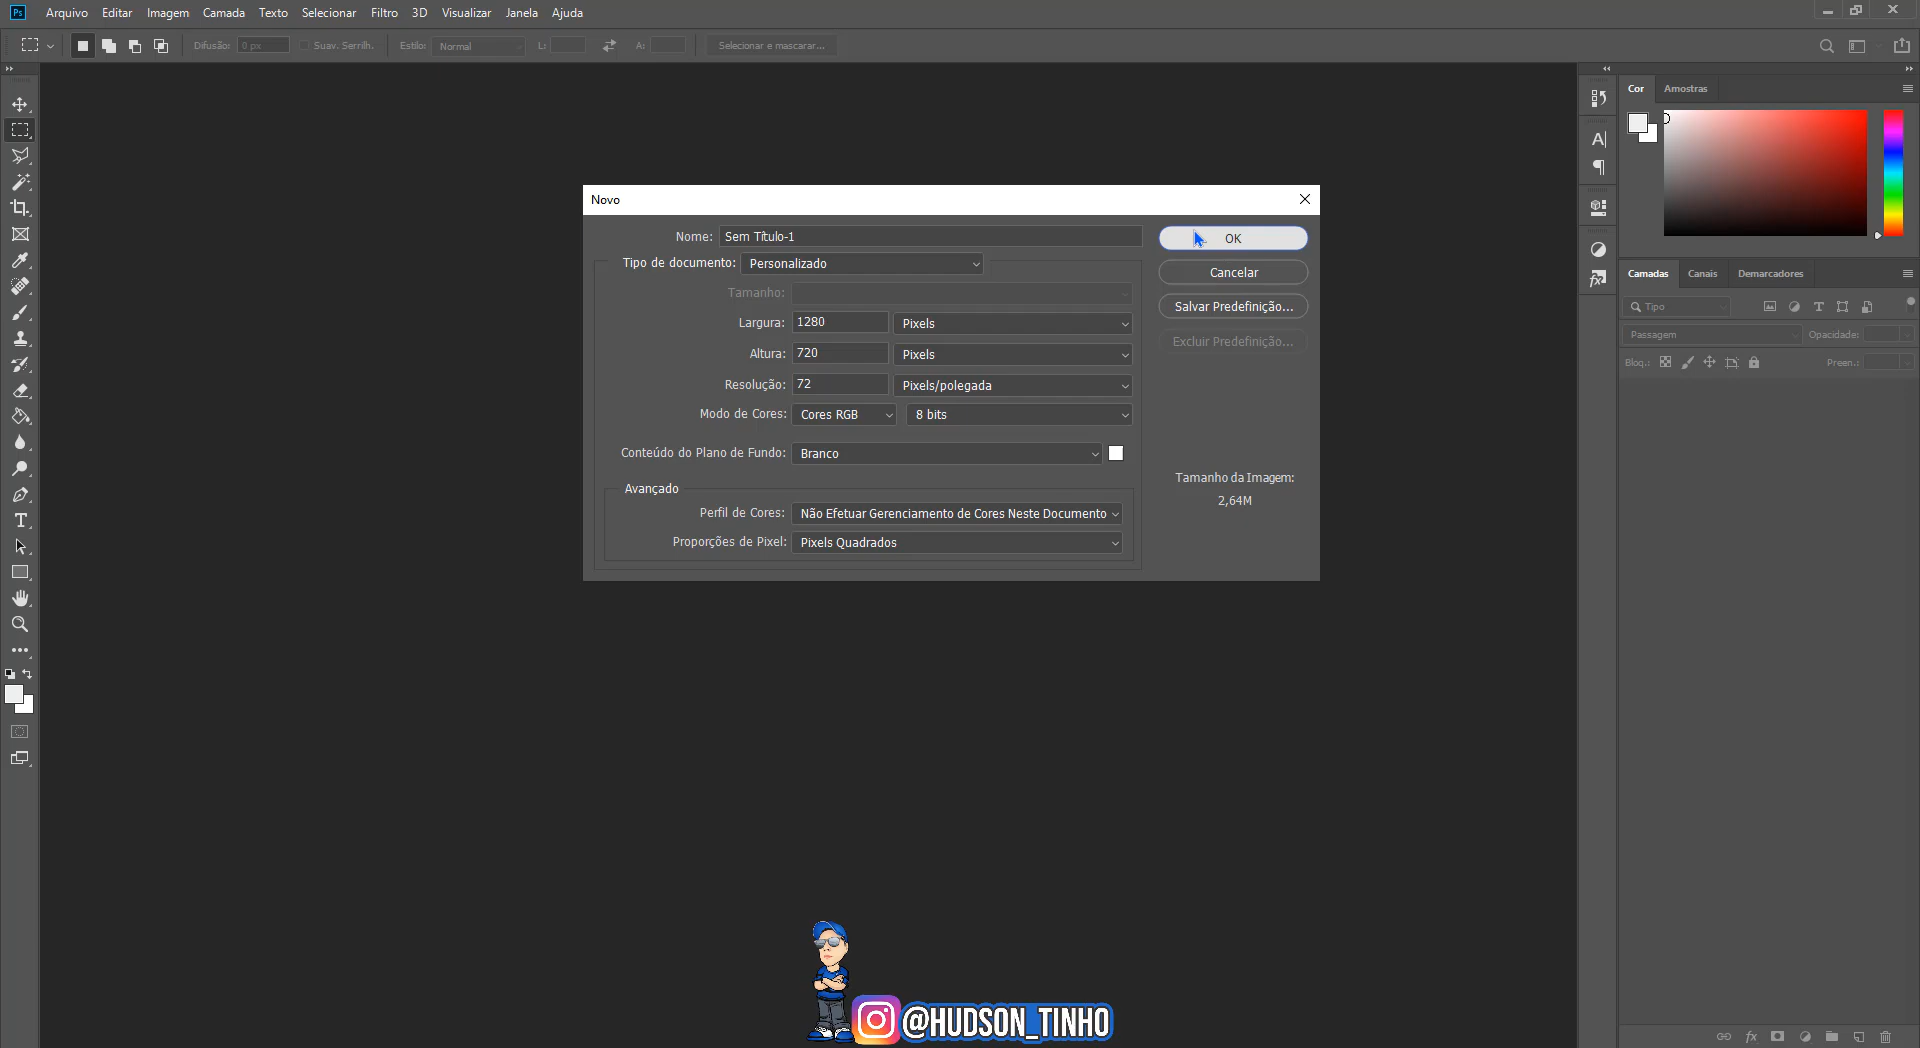 Ps Arquivo Editar Imagem Camada Texto Selecionar Filtro 3D Visualizar Janela Ajuda
Difusão: 0 px Suav. Serrilh. Estilo: Normal L: A: Selecionar e mascarar...
Cor Amostras
Novo
Nome: Sem Título-1
OK
Tipo de documento: Personalizado
Cancelar
Tamanho:
Salvar Predefinição...
Largura: 1280 Pixels
Excluir Predefinição...
Altura: 720 Pixels
Resolução: 72 Pixels/polegada
Modo de Cores: Cores RGB 8 bits
Conteúdo do Plano de Fundo: Branco
Tamanho da Imagem:
2,64M
Avançado
Perfil de Cores: Não Efetuar Gerenciamento de Cores Neste Documento
Proporções de Pixel: Pixels Quadrados
Camadas Canais Demarcadores
Tipo
Passagem Opacidade:
Bloq.: Preen.:
@HUDSON_TINHO